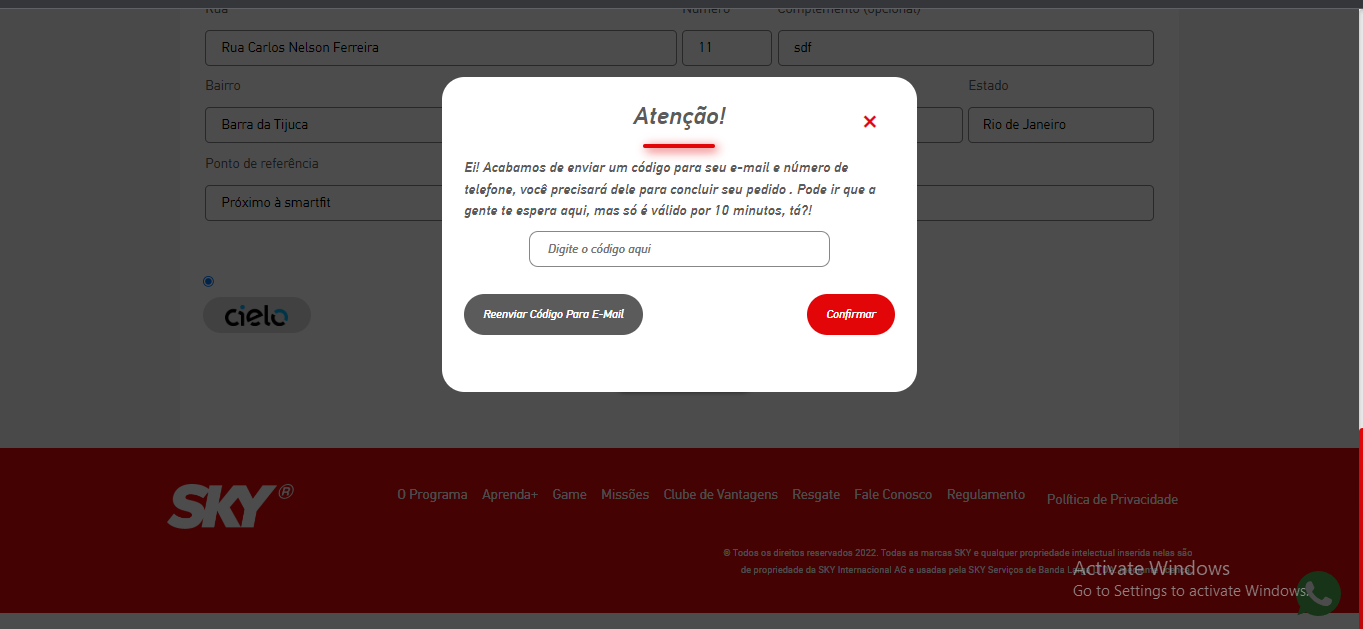 Rua Número Complemento (opcional)
Rua Carlos Nelson Ferreira 11 sdf
Bairro Estado
Barra da Tijuca Rio de Janeiro
Ponto de referência
Próximo à smartfit
Atenção!
×
Ei! Acabamos de enviar um código para seu e-mail e número de
telefone, você precisará dele para concluir seu pedido . Pode ir que a
gente te espera aqui, mas só é válido por 10 minutos, tá?!
Digite o código aqui
Reenviar Código Para E-Mail Confirmar
cielo
SKY®
O Programa Aprenda+ Game Missões Clube de Vantagens Resgate Fale Conosco Regulamento Política de Privacidade
® Todos os direitos reservados 2022. Todas as marcas SKY e qualquer propriedade intelectual inserida nelas são
de propriedade da SKY Internacional AG e usadas pela SKY Serviços de Banda
Activate Windows
Go to Settings to activate Windows.